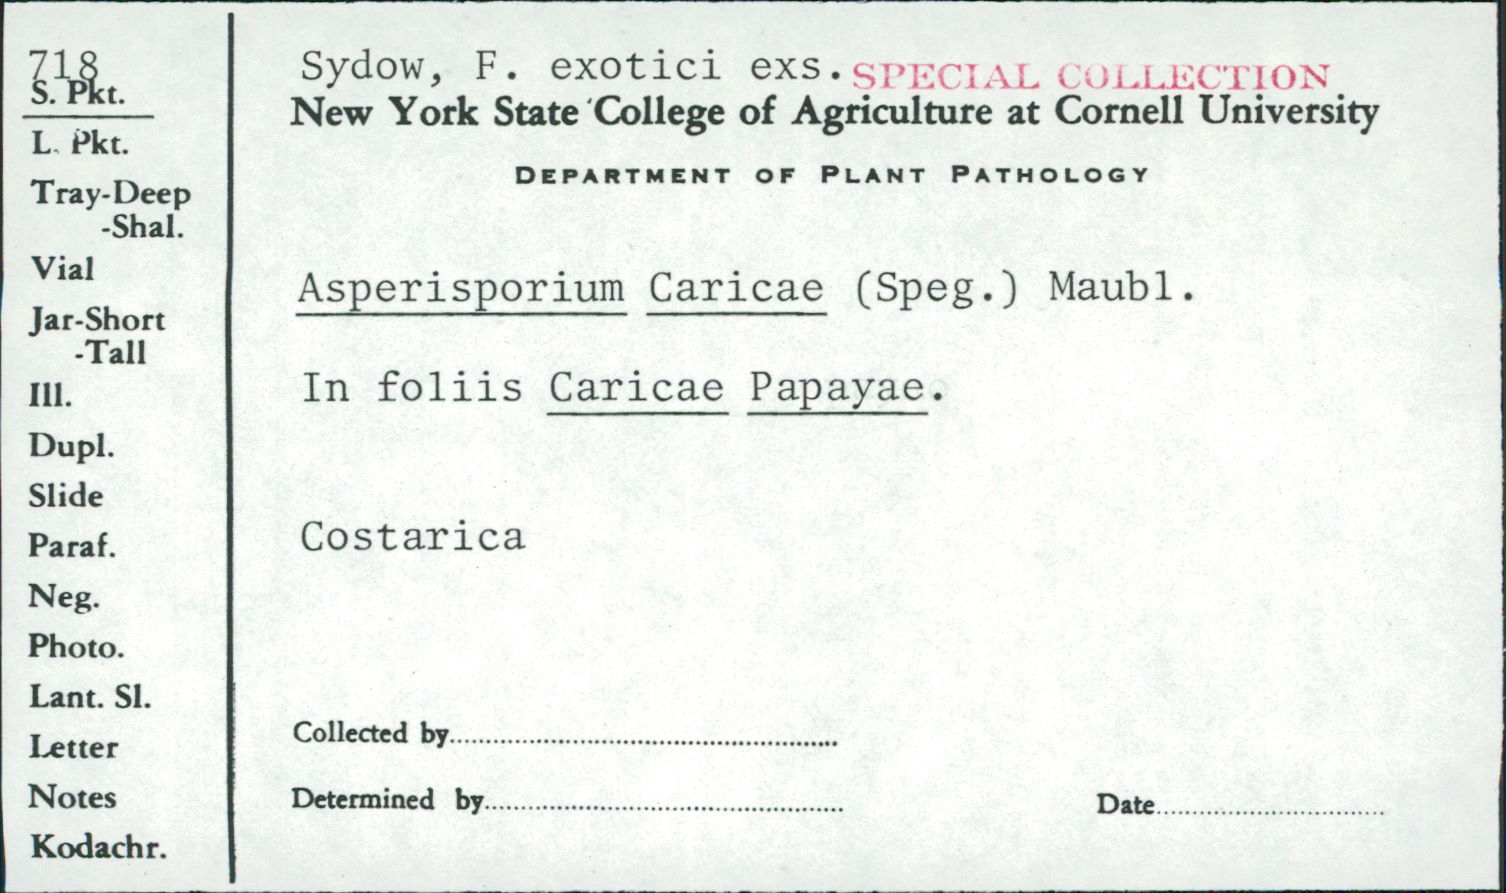 718
S. Pkt.
L. Pkt.
Tray-Deep
-Shal.
Vial
Jar-Short
-Tall
Ill.
Dupl.
Slide
Paraf.
Neg.
Photo.
Lant. Sl.
Letter
Notes
Kodachr.
Sydow, F. exotici exs. SPECIAL COLLECTION
New York State College of Agriculture at Cornell University
DEPARTMENT OF PLANT PATHOLOGY
Asperisporium Caricae (Speg.) Maubl.
In foliis Caricae Papayae.
Costarica
Collected by
Determined by Date